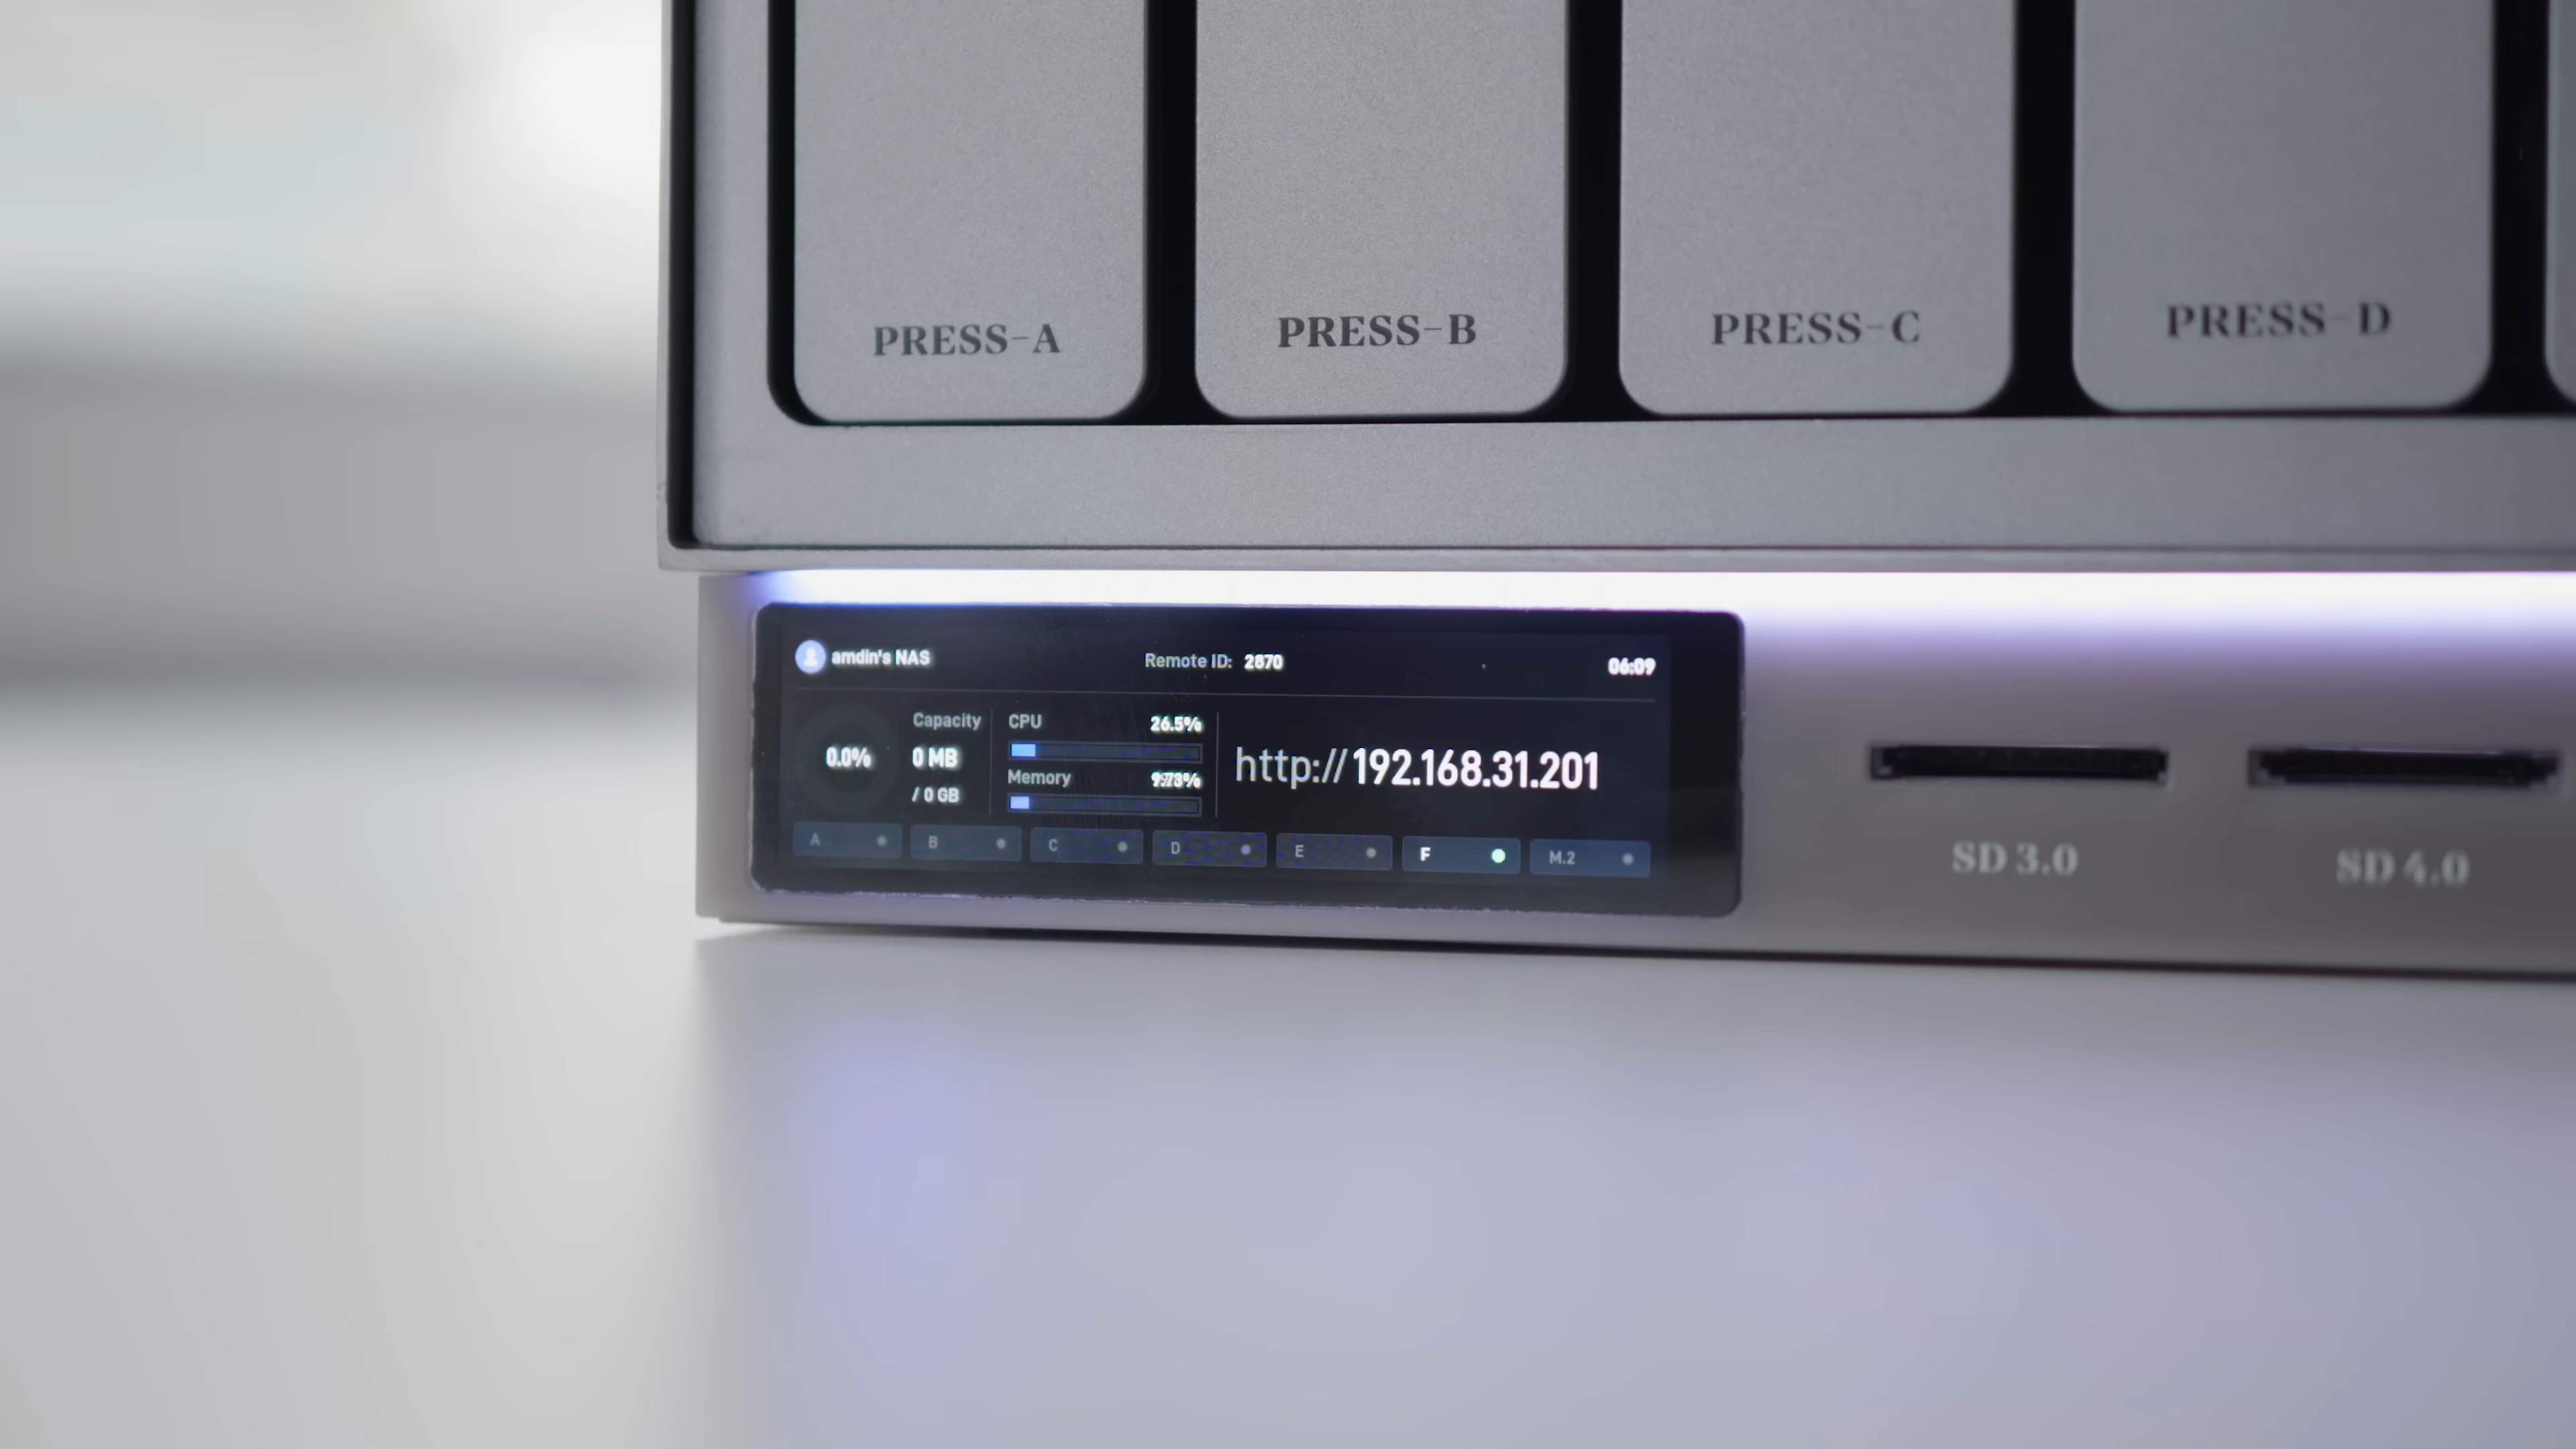 PRESS-A
PRESS-B
PRESS-C
PRESS-D
amdin's NAS
Remote ID: 2870
06:09
0.0%
Capacity
0 MB
/ 0 GB
CPU
26.5%
Memory
http://192.168.31.201
A
B
C
D
E
F
M.2
SD 3.0
SD 4.0